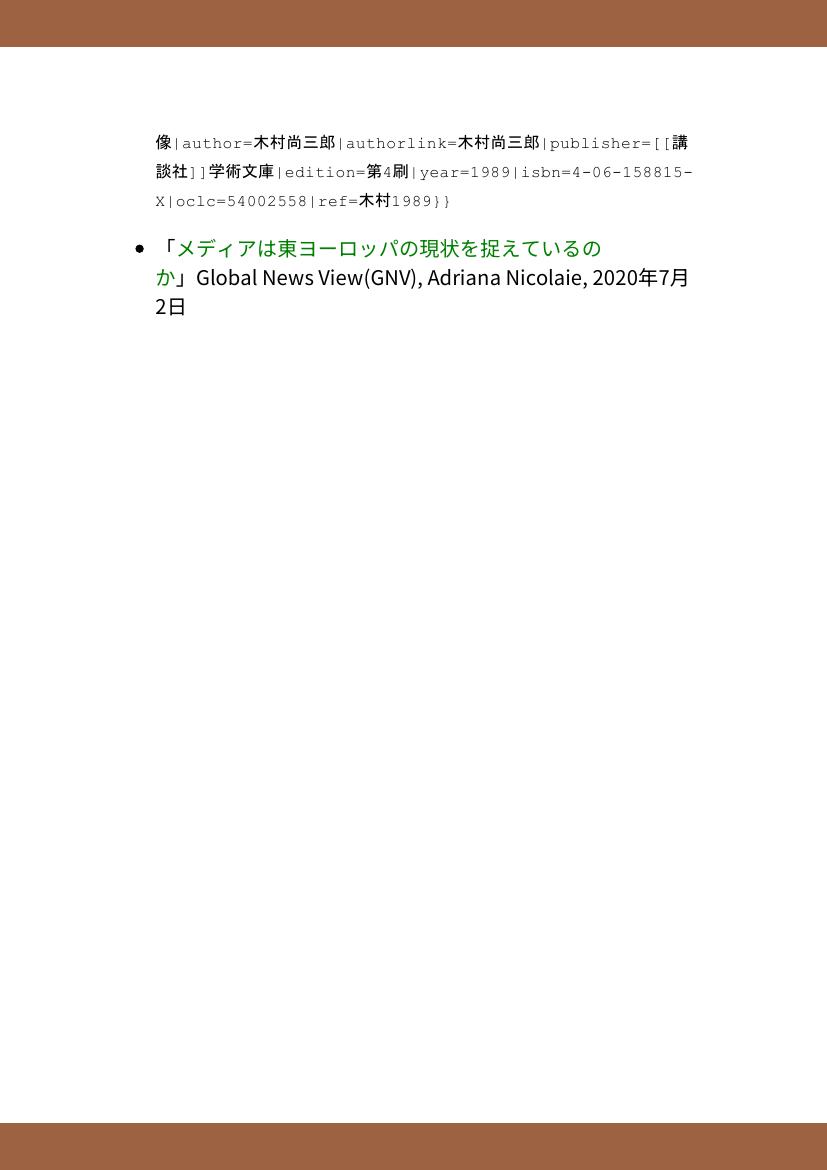 像|author=木村尚三郎|authorlink=木村尚三郎|publisher=[[講
談社]]学術文庫|edition=第4刷|year=1989|isbn=4-06-158815-
X|oclc=54002558|ref=木村1989}}
● 「メディアは東ヨーロッパの現状を捉えているの
か」Global News View(GNV), Adriana Nicolaie, 2020年7月
2日